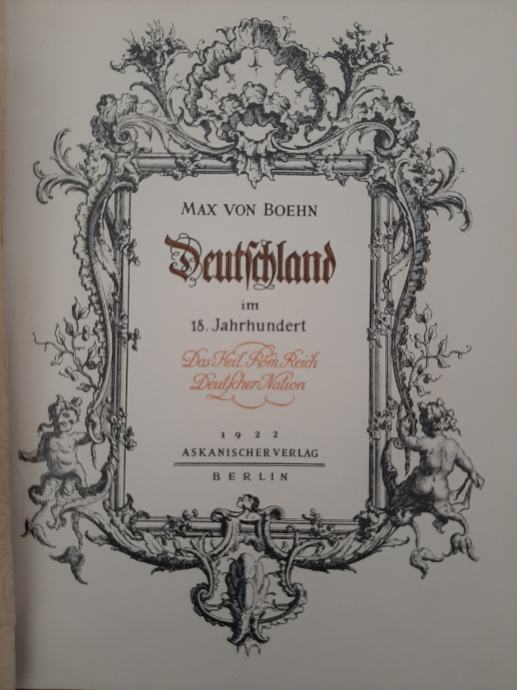 MAX VON BOEHN
Deutſchland
im
18. Jahrhundert
Das Heil. Röm. Reich
Deutſcher Nation
1922
ASKANISCHER VERLAG
BERLIN